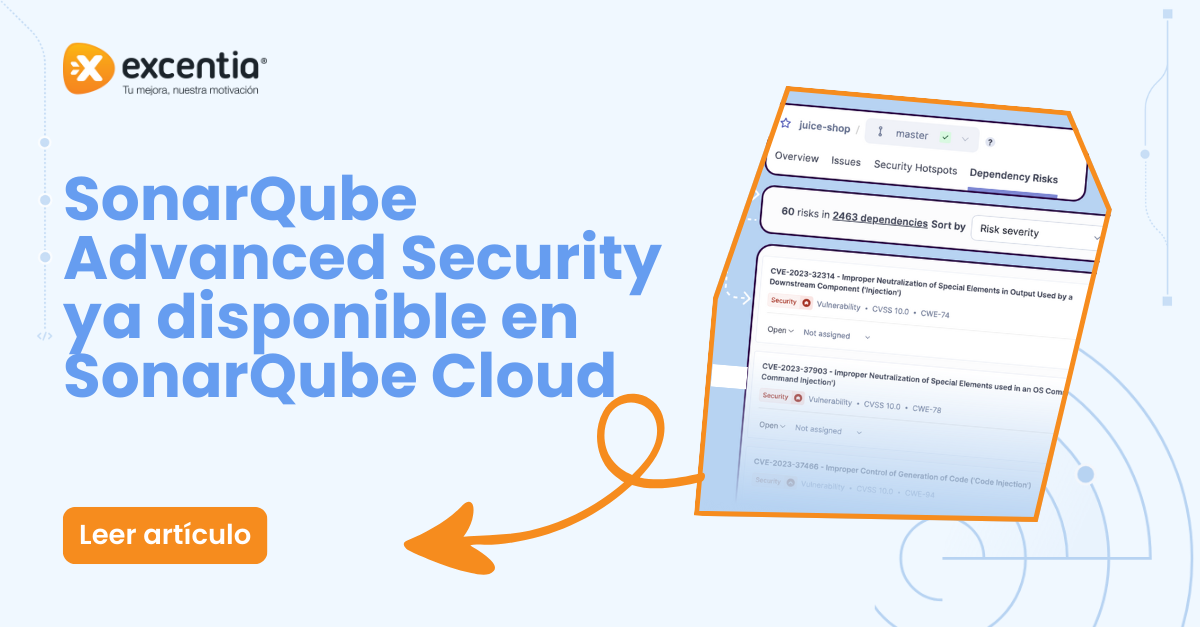 excentia®
Tu mejora, nuestra motivación
SonarQube
Advanced Security
ya disponible en
SonarQube Cloud
Leer artículo
juice-shop / master ?
Overview Issues Security Hotspots Dependency Risks
60 risks in 2463 dependencies Sort by Risk severity
CVE-2023-32314 - Improper Neutralization of Special Elements in Output Used by a
Downstream Component ('Injection')
Security Vulnerability • CVSS 10.0 • CWE-74
Open Not assigned
CVE-2023-37903 - Improper Neutralization of Special Elements used in an OS Com
Command Injection')
Security Vulnerability • CVSS 10.0 • CWE-78
Open Not assigned
CVE-2023-37466 - Improper Control of Generation of Code ('Code Injection')
Security Vulnerability • CVSS 10.0 • CWE-94